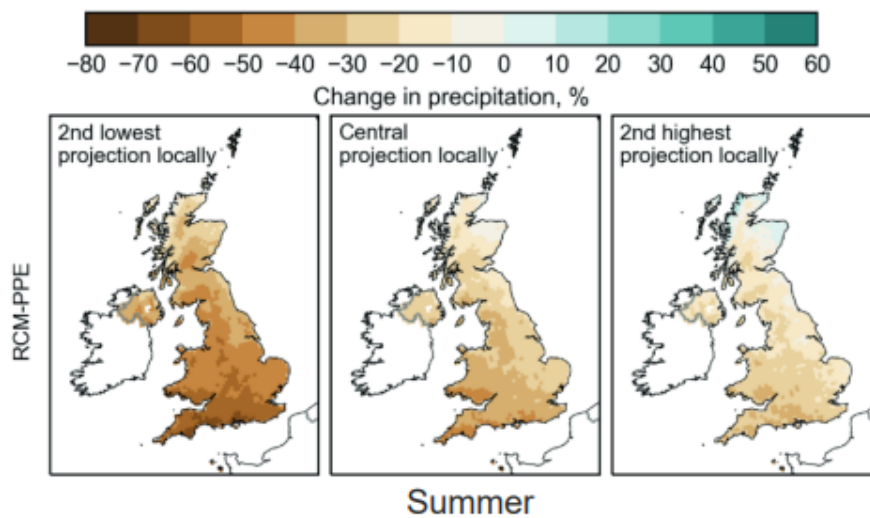 −80 −70 −60 −50 −40 −30 −20 −10 0 10 20 30 40 50 60
Change in precipitation, %
2nd lowest
projection locally
Central
projection locally
2nd highest
projection locally
RCM-PPE
Summer